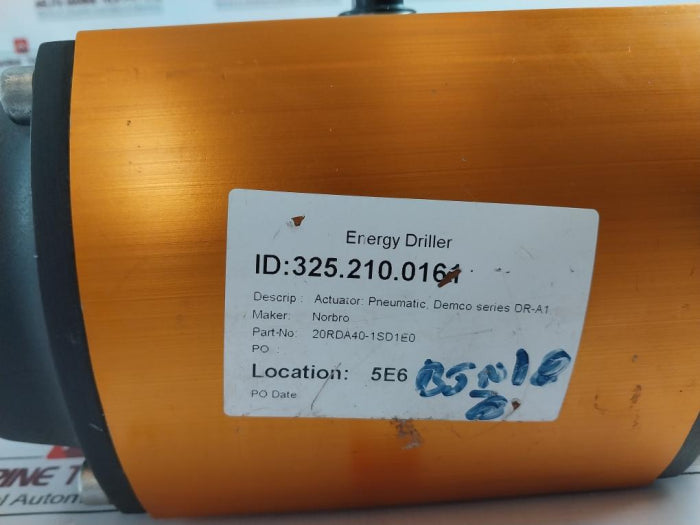 Energy Driller
ID:325.210.0161
Descrip : Actuator: Pneumatic, Demco series DR-A1
Maker: Norbro
Part-No: 20RDA40-1SD1E0
PO :
Location: 5E6
PO Date